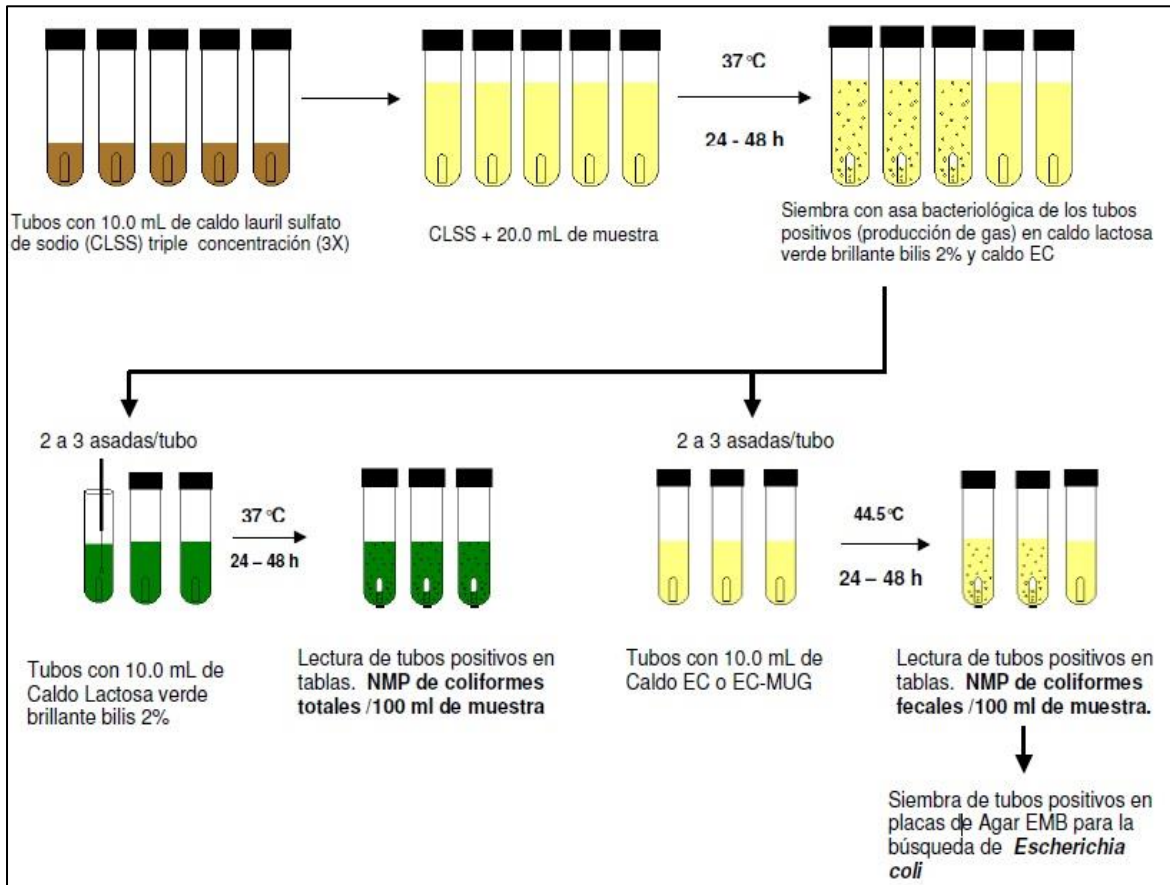 37 °C
24 - 48 h
Tubos con 10.0 mL de caldo lauril sulfato
de sodio (CLSS) triple concentración (3X)
CLSS + 20.0 mL de muestra
Siembra con asa bacteriológica de los tubos
positivos (producción de gas) en caldo lactosa
verde brillante bilis 2% y caldo EC
2 a 3 asadas/tubo
37 °C
24 – 48 h
2 a 3 asadas/tubo
44.5°C
24 – 48 h
Tubos con 10.0 mL de
Caldo Lactosa verde
brillante bilis 2%
Lectura de tubos positivos en
tablas. NMP de coliformes
totales /100 ml de muestra
Tubos con 10.0 mL de
Caldo EC o EC-MUG
Lectura de tubos positivos en
tablas. NMP de coliformes
fecales /100 ml de muestra.
Siembra de tubos positivos en
placas de Agar EMB para la
búsqueda de Escherichia
coli